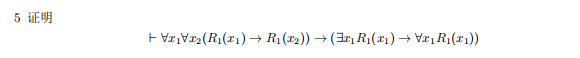 5 证明
⊢ ∀x₁∀x₂(R₁(x₁) → R₁(x₂)) → (∃x₁R₁(x₁) → ∀x₁R₁(x₁))